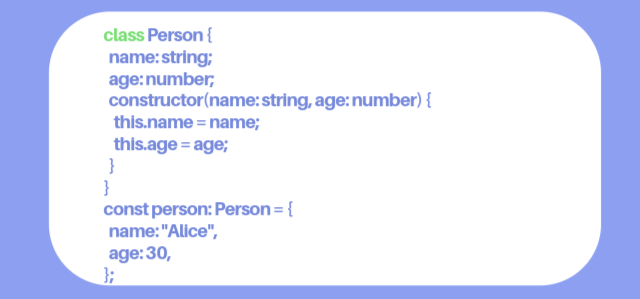 class Person {
name: string;
age: number;
constructor(name: string, age: number) {
this.name = name;
this.age = age;
}
}
const person: Person = {
name: "Alice",
age: 30,
};